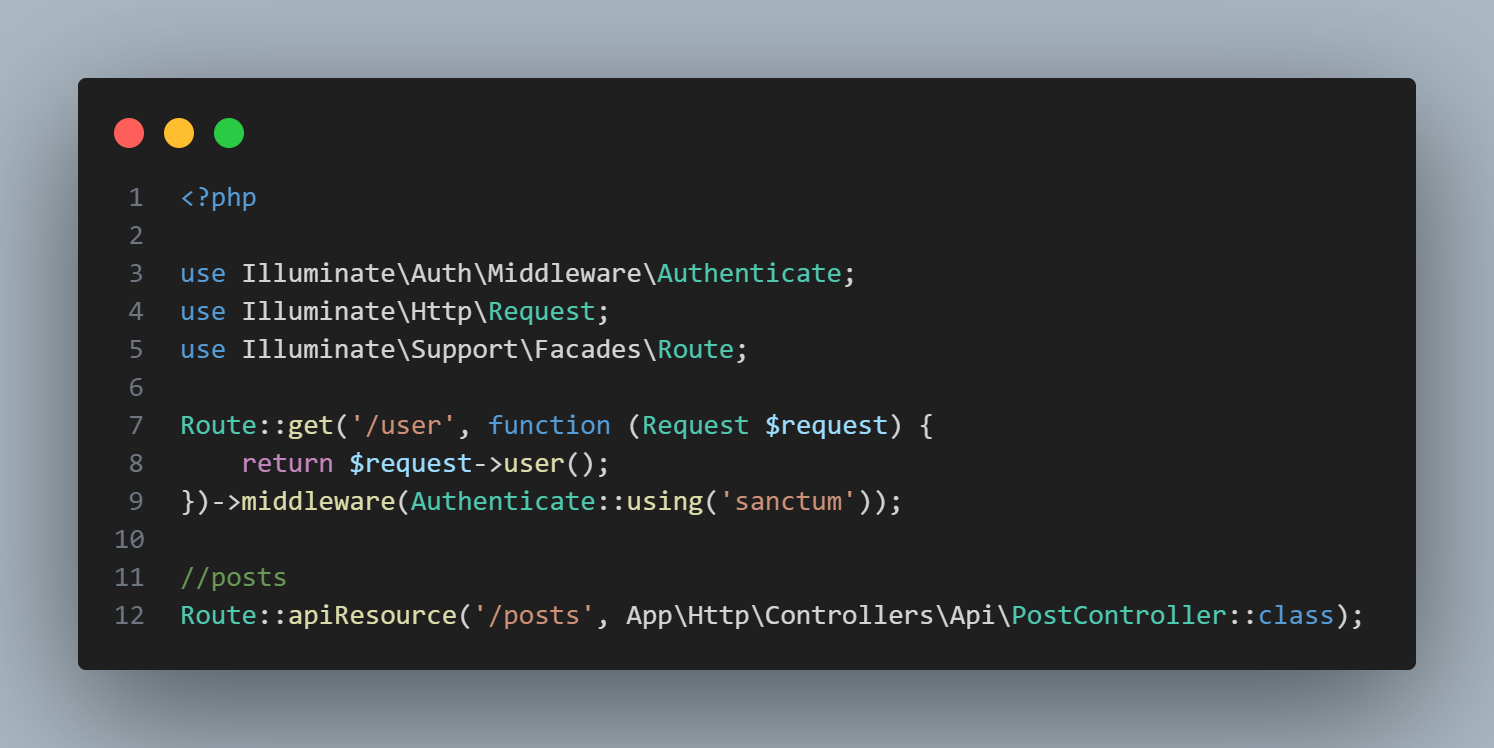 1 <?php
2
3 use Illuminate\Auth\Middleware\Authenticate;
4 use Illuminate\Http\Request;
5 use Illuminate\Support\Facades\Route;
6
7 Route::get('/user', function (Request $request) {
8     return $request->user();
9 })->middleware(Authenticate::using('sanctum'));
10
11 //posts
12 Route::apiResource('/posts', App\Http\Controllers\Api\PostController::class);